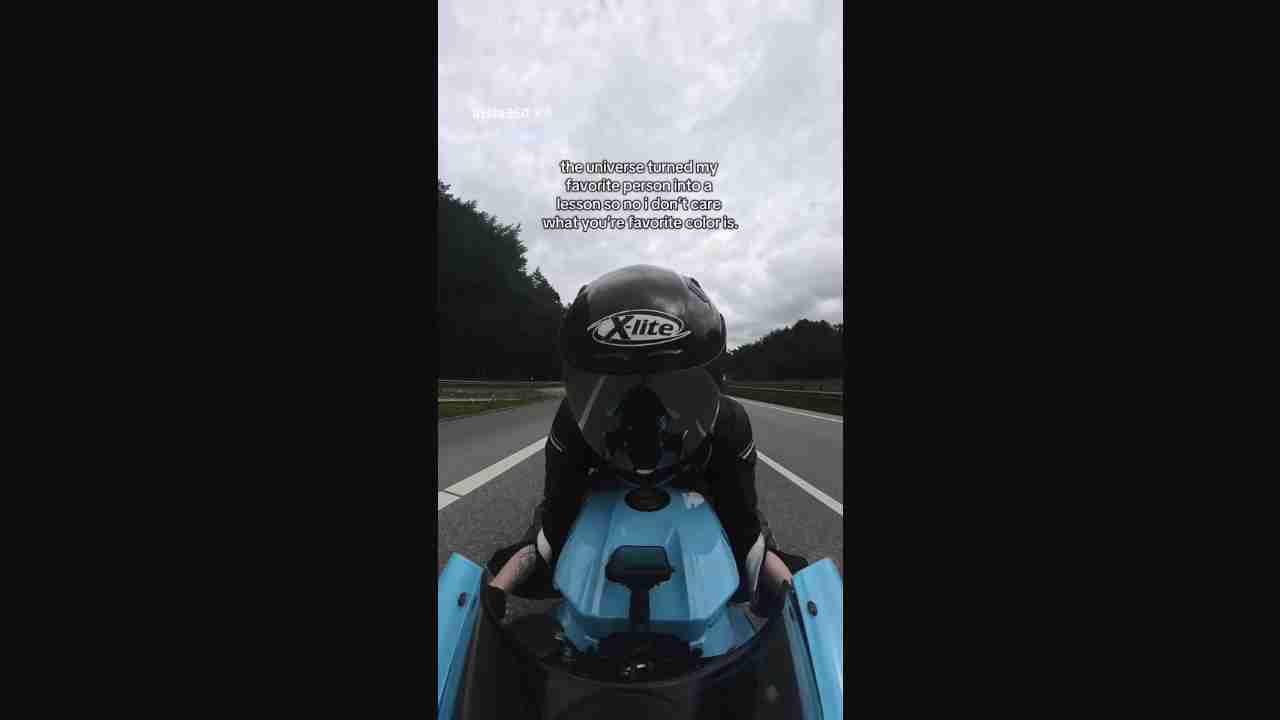 the universe turned my
favorite person into a
lesson so no i don't care
what you're favorite color is.
X-lite